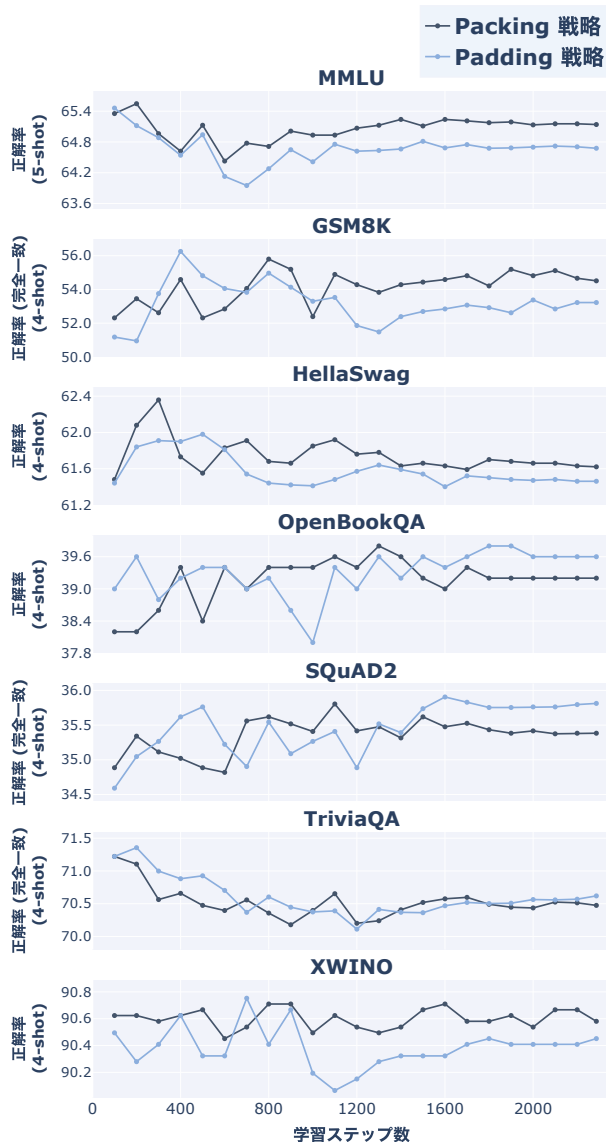 Packing 戦略
Padding 戦略
MMLU
65.4
64.8
64.2
63.6
正解率
(5-shot)
GSM8K
56.0
54.0
52.0
50.0
正解率 (完全一致)
(4-shot)
HellaSwag
62.4
62.0
61.6
61.2
正解率
(4-shot)
OpenBookQA
39.6
39.0
38.4
37.8
正解率
(4-shot)
SQuAD2
36.0
35.5
35.0
34.5
正解率 (完全一致)
(4-shot)
TriviaQA
71.5
71.0
70.5
70.0
正解率 (完全一致)
(4-shot)
XWINO
90.8
90.6
90.4
90.2
正解率
(4-shot)
0 400 800 1200 1600 2000
学習ステップ数